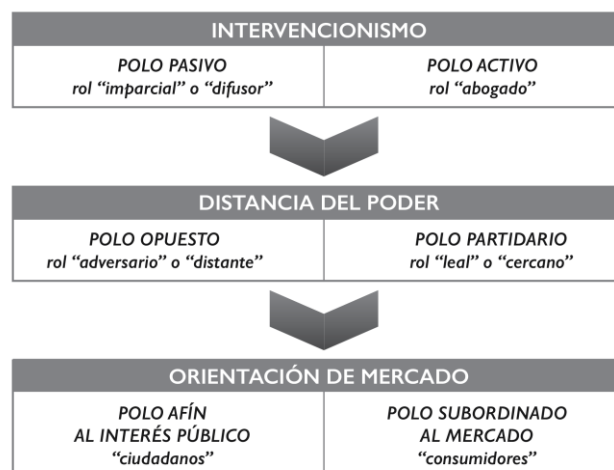 INTERVENCIONISMO
POLO PASIVO
rol “imparcial” o “difusor”
POLO ACTIVO
rol “abogado”
DISTANCIA DEL PODER
POLO OPUESTO
rol “adversario” o “distante”
POLO PARTIDARIO
rol “leal” o “cercano”
ORIENTACIÓN DE MERCADO
POLO AFÍN
AL INTERÉS PÚBLICO
“ciudadanos”
POLO SUBORDINADO
AL MERCADO
“consumidores”